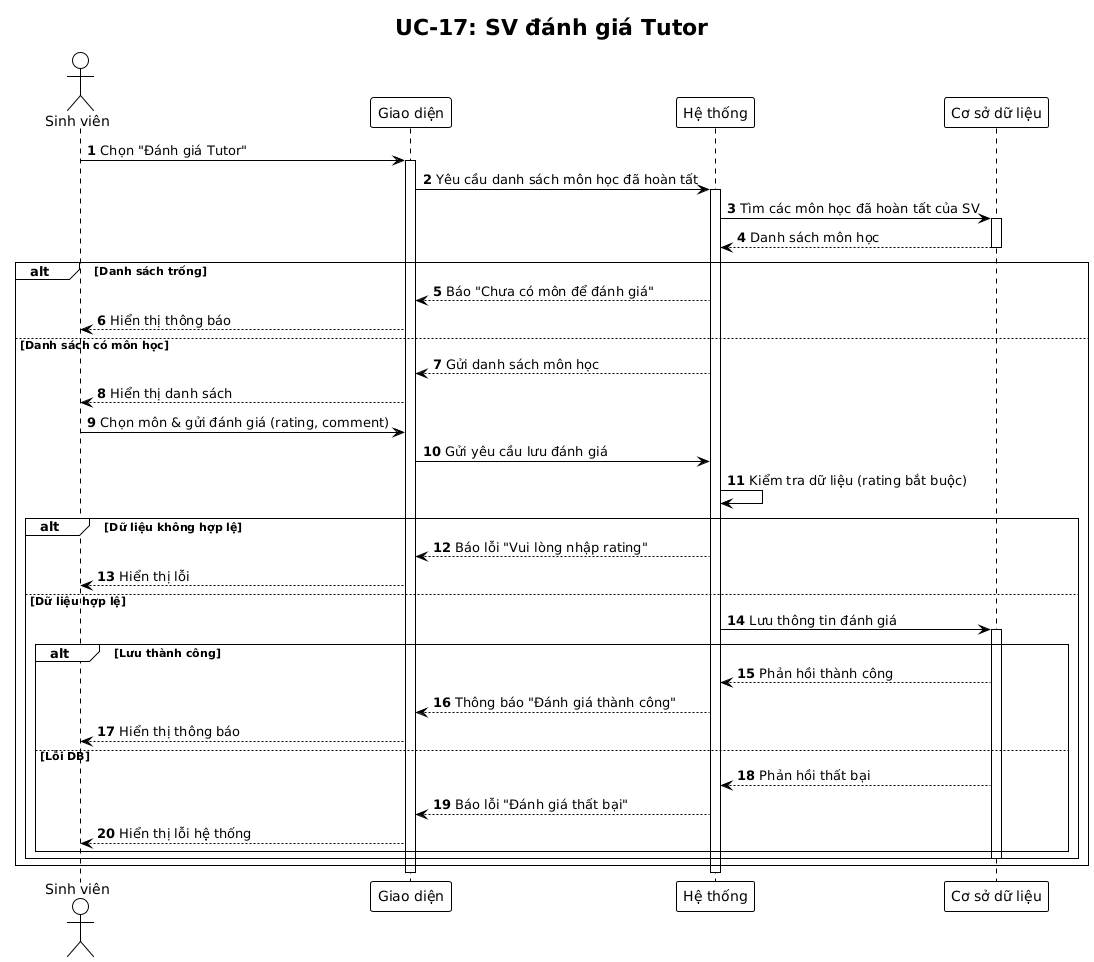 UC-17: SV đánh giá Tutor
Sinh viên
Giao diện
Hệ thống
Cơ sở dữ liệu
1 Chọn "Đánh giá Tutor"
2 Yêu cầu danh sách môn học đã hoàn tất
3 Tìm các môn học đã hoàn tất của SV
4 Danh sách môn học
alt [Danh sách trống]
5 Báo "Chưa có môn để đánh giá"
6 Hiển thị thông báo
[Danh sách có môn học]
7 Gửi danh sách môn học
8 Hiển thị danh sách
9 Chọn môn & gửi đánh giá (rating, comment)
10 Gửi yêu cầu lưu đánh giá
11 Kiểm tra dữ liệu (rating bắt buộc)
alt [Dữ liệu không hợp lệ]
12 Báo lỗi "Vui lòng nhập rating"
13 Hiển thị lỗi
[Dữ liệu hợp lệ]
14 Lưu thông tin đánh giá
alt [Lưu thành công]
15 Phản hồi thành công
16 Thông báo "Đánh giá thành công"
17 Hiển thị thông báo
[Lỗi DB]
18 Phản hồi thất bại
19 Báo lỗi "Đánh giá thất bại"
20 Hiển thị lỗi hệ thống
Sinh viên
Giao diện
Hệ thống
Cơ sở dữ liệu